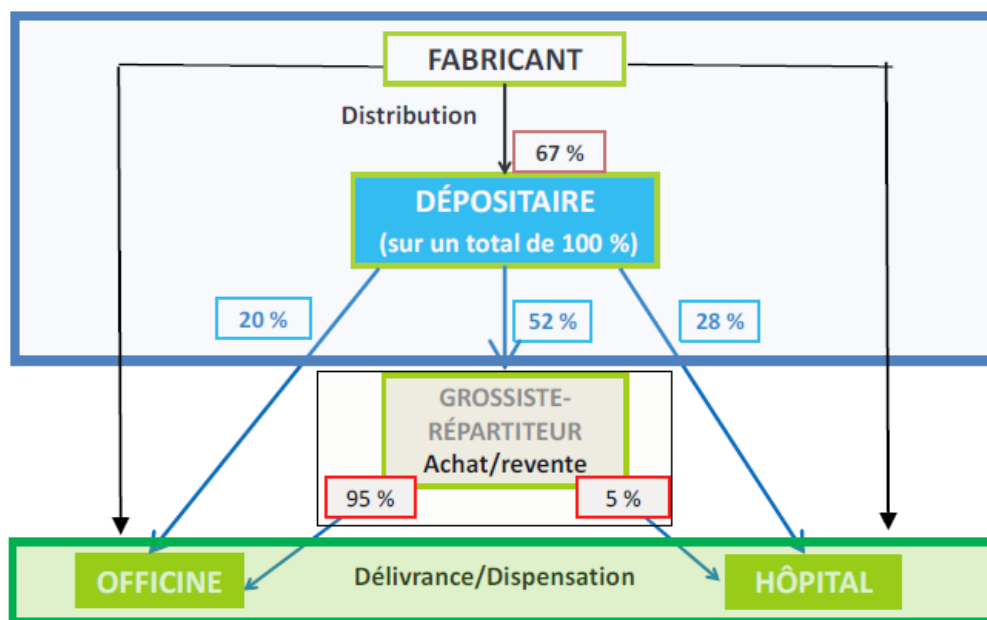 FABRICANT
Distribution
67 %
DÉPOSITAIRE
(sur un total de 100 %)
20 %
52 %
28 %
GROSSISTE-
RÉPARTITEUR
Achat/revente
95 %
5 %
OFFICINE
Délivrance/Dispensation
HÔPITAL